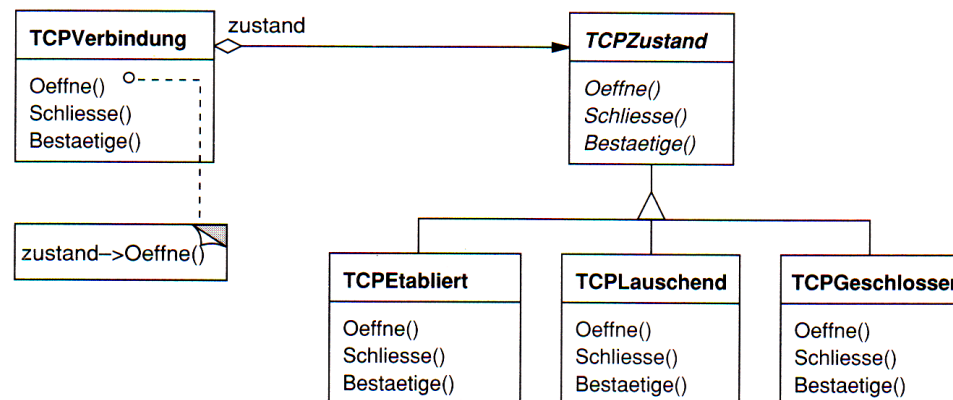 zustand
TCPVerbindung
Oeffne()
Schliesse()
Bestaetige()
TCPZustand
Oeffne()
Schliesse()
Bestaetige()
zustand–>Oeffne()
TCPEtabliert
Oeffne()
Schliesse()
Bestaetige()
TCPLauschend
Oeffne()
Schliesse()
Bestaetige()
TCPGeschlossen
Oeffne()
Schliesse()
Bestaetige()